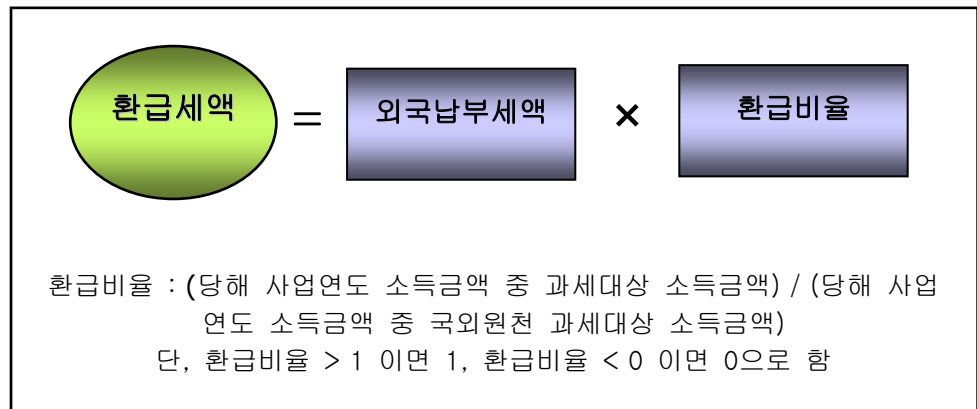 환급세액 = 외국납부세액 × 환급비율
환급비율 : (당해 사업연도 소득금액 중 과세대상 소득금액) / (당해 사업
연도 소득금액 중 국외원천 과세대상 소득금액)
단, 환급비율 > 1 이면 1, 환급비율 < 0 이면 0으로 함